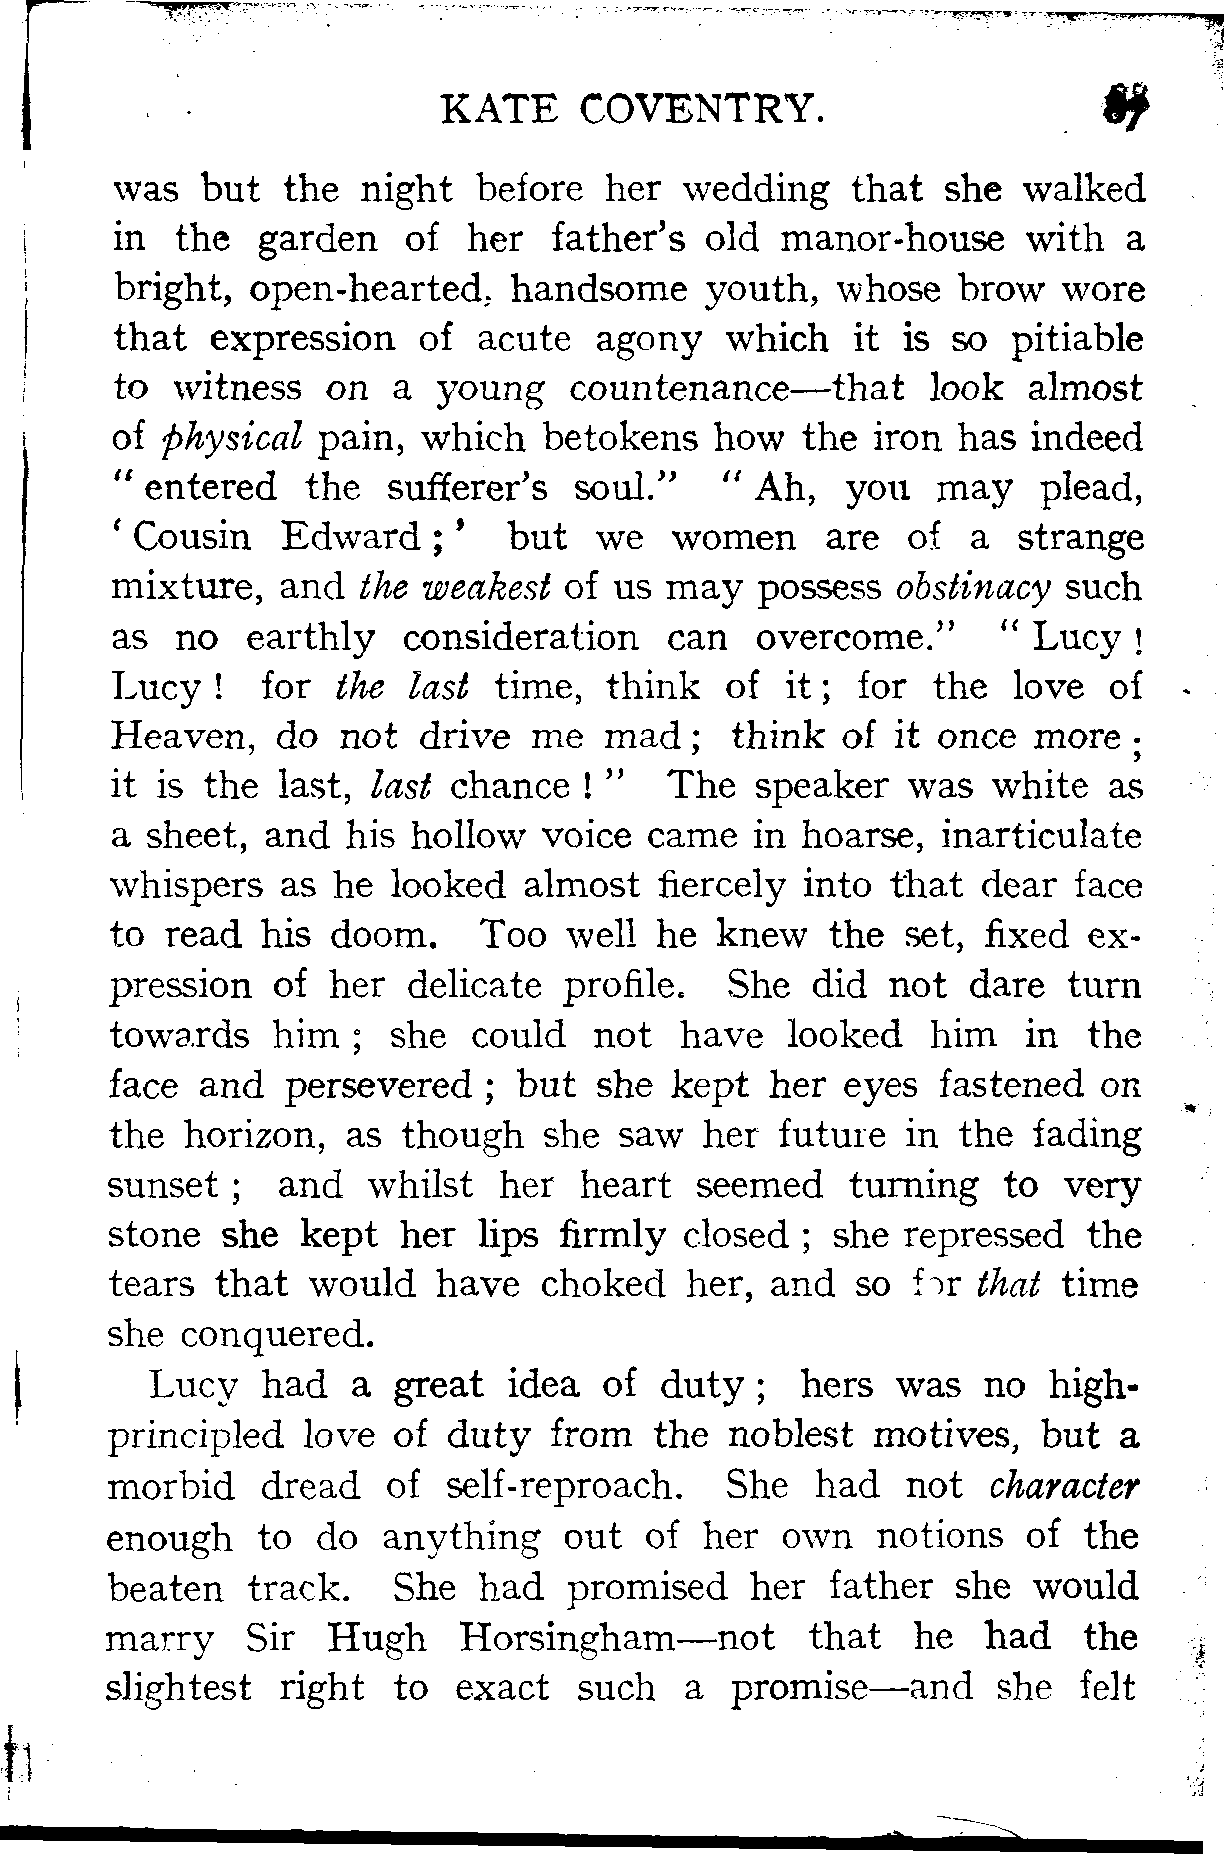 KATE COVENTRY.
was but the night before her wedding that she walked
in the garden of her father's old manor-house with a
bright, open-hearted, handsome youth, whose brow wore
that expression of acute agony which it is so pitiable
to witness on a young countenance—that look almost
of physical pain, which betokens how the iron has indeed
" entered the sufferer's soul." " Ah, you may plead,
' Cousin Edward ; ' but we women are of a strange
mixture, and the weakest of us may possess obstinacy such
as no earthly consideration can overcome." " Lucy !
Lucy ! for the last time, think of it ; for the love of
Heaven, do not drive me mad ; think of it once more ;
it is the last, last chance ! " The speaker was white as
a sheet, and his hollow voice came in hoarse, inarticulate
whispers as he looked almost fiercely into that dear face
to read his doom. Too well he knew the set, fixed ex-
pression of her delicate profile. She did not dare turn
towards him ; she could not have looked him in the
face and persevered ; but she kept her eyes fastened on
the horizon, as though she saw her future in the fading
sunset ; and whilst her heart seemed turning to very
stone she kept her lips firmly closed ; she repressed the
tears that would have choked her, and so for that time
she conquered.
Lucy had a great idea of duty ; hers was no high-
principled love of duty from the noblest motives, but a
morbid dread of self-reproach. She had not character
enough to do anything out of her own notions of the
beaten track. She had promised her father she would
marry Sir Hugh Horsingham—not that he had the
slightest right to exact such a promise—and she felt